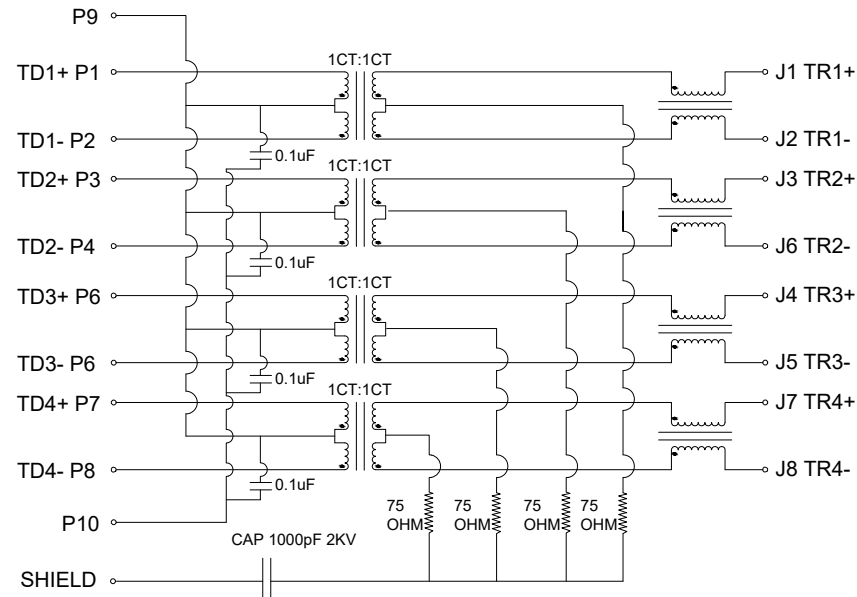 P9
1CT:1CT
TD1+ P1
J1 TR1+
TD1- P2
J2 TR1-
0.1uF
1CT:1CT
TD2+ P3
J3 TR2+
TD2- P4
J6 TR2-
0.1uF
1CT:1CT
TD3+ P6
J4 TR3+
TD3- P6
J5 TR3-
0.1uF
1CT:1CT
TD4+ P7
J7 TR4+
TD4- P8
J8 TR4-
0.1uF
75 OHM
75 OHM
75 OHM
75 OHM
P10
CAP 1000pF 2KV
SHIELD